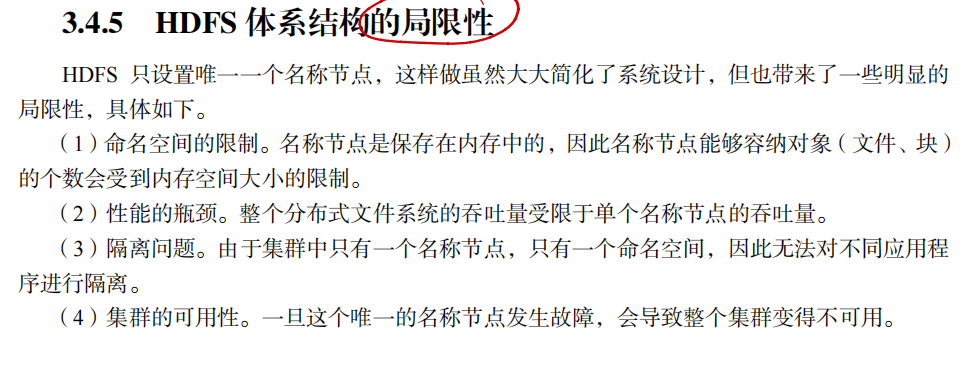 3.4.5 HDFS 体系结构的局限性
HDFS 只设置唯一一个名称节点，这样做虽然大大简化了系统设计，但也带来了一些明显的
局限性，具体如下。
（1）命名空间的限制。名称节点是保存在内存中的，因此名称节点能够容纳对象（文件、块）
的个数会受到内存空间大小的限制。
（2）性能的瓶颈。整个分布式文件系统的吞吐量受限于单个名称节点的吞吐量。
（3）隔离问题。由于集群中只有一个名称节点，只有一个命名空间，因此无法对不同应用程
序进行隔离。
（4）集群的可用性。一旦这个唯一的名称节点发生故障，会导致整个集群变得不可用。